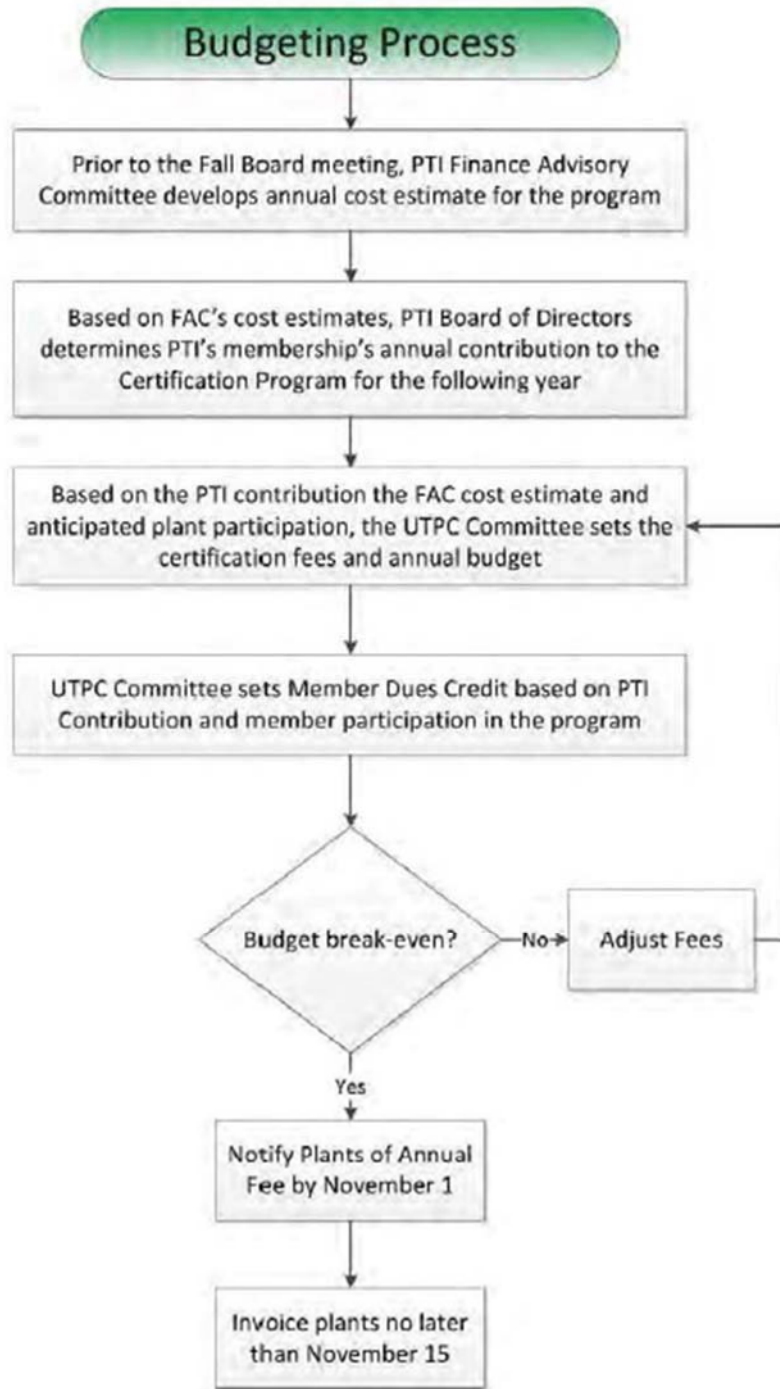 Budgeting Process
Prior to the Fall Board meeting, PTI Finance Advisory
Committee develops annual cost estimate for the program
Based on FAC's cost estimates, PTI Board of Directors
determines PTI's membership's annual contribution to the
Certification Program for the following year
Based on the PTI contribution the FAC cost estimate and
anticipated plant participation, the UTPC Committee sets the
certification fees and annual budget
UTPC Committee sets Member Dues Credit based on PTI
Contribution and member participation in the program
Budget break-even?
No
Adjust Fees
Yes
Notify Plants of Annual
Fee by November 1
Invoice plants no later
than November 15